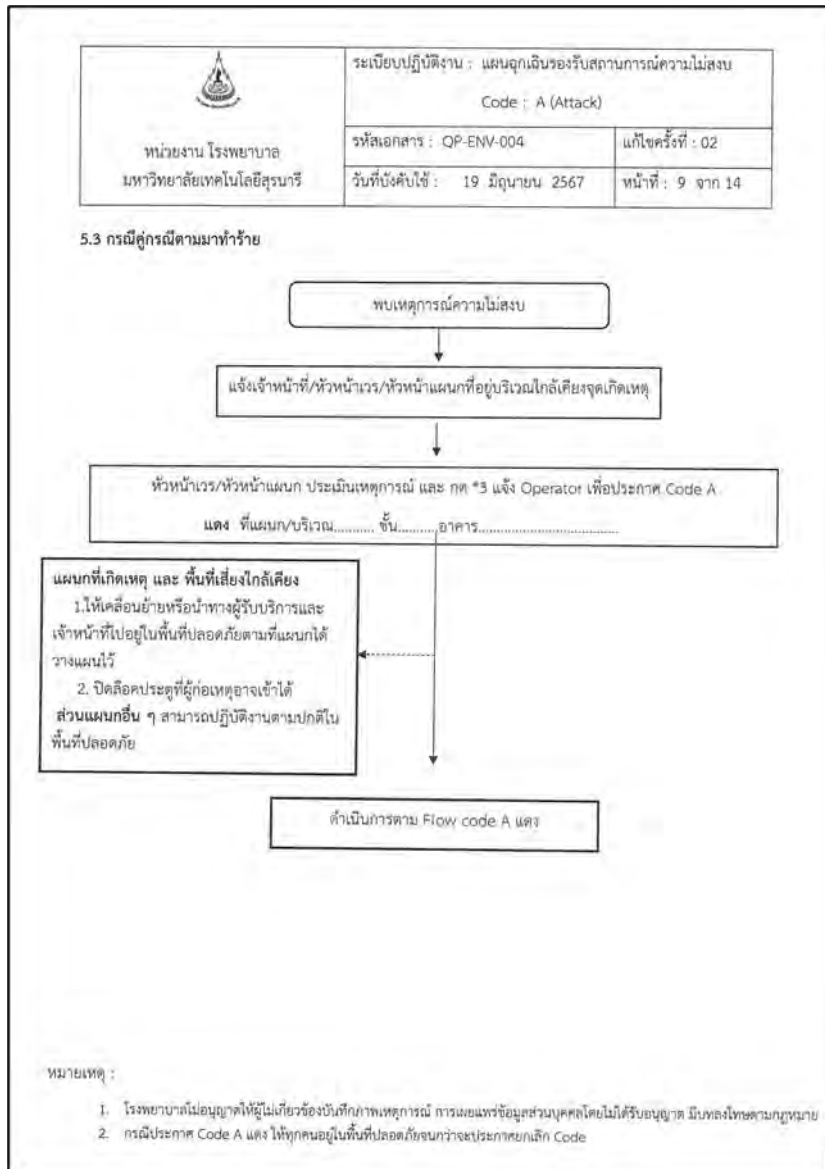 ระเบียบปฏิบัติงาน : แผนฉุกเฉินรองรับสถานการณ์ความไม่สงบ
Code : A (Attack)
หน่วยงาน โรงพยาบาล
มหาวิทยาลัยเทคโนโลยีสุรนารี
รหัสเอกสาร : QP-ENV-004
แก้ไขครั้งที่ : 02
วันที่บังคับใช้ : 19 มิถุนายน 2567
หน้าที่ : 9 จาก 14
5.3 กรณีคู่กรณีตามมาทำร้าย
พบเหตุการณ์ความไม่สงบ
แจ้งเจ้าหน้าที่/หัวหน้าเวร/หัวหน้าแผนกที่อยู่บริเวณใกล้เคียงจุดเกิดเหตุ
หัวหน้าเวร/หัวหน้าแผนก ประเมินเหตุการณ์ และ กด *3 แจ้ง Operator เพื่อประกาศ Code A
แดง ที่แผนก/บริเวณ........... ชั้น..........อาคาร......................................
แผนกที่เกิดเหตุ และ พื้นที่เสี่ยงใกล้เคียง
1.ให้เคลื่อนย้ายหรือนำทางผู้รับบริการและ
เจ้าหน้าที่ไปอยู่ในพื้นที่ปลอดภัยตามที่แผนกได้
วางแผนไว้
2. ปิดล็อคประตูที่ผู้ก่อเหตุอาจเข้าได้
ส่วนแผนกอื่น ๆ สามารถปฏิบัติงานตามปกติใน
พื้นที่ปลอดภัย
ดำเนินการตาม Flow code A แดง
หมายเหตุ :
1. โรงพยาบาลไม่อนุญาตให้ผู้ไม่เกี่ยวข้องบันทึกภาพเหตุการณ์ การเผยแพร่ข้อมูลส่วนบุคคลโดยไม่ได้รับอนุญาต มีบทลงโทษตามกฎหมาย
2. กรณีประกาศ Code A แดง ให้ทุกคนอยู่ในพื้นที่ปลอดภัยจนกว่าจะประกาศยกเลิก Code